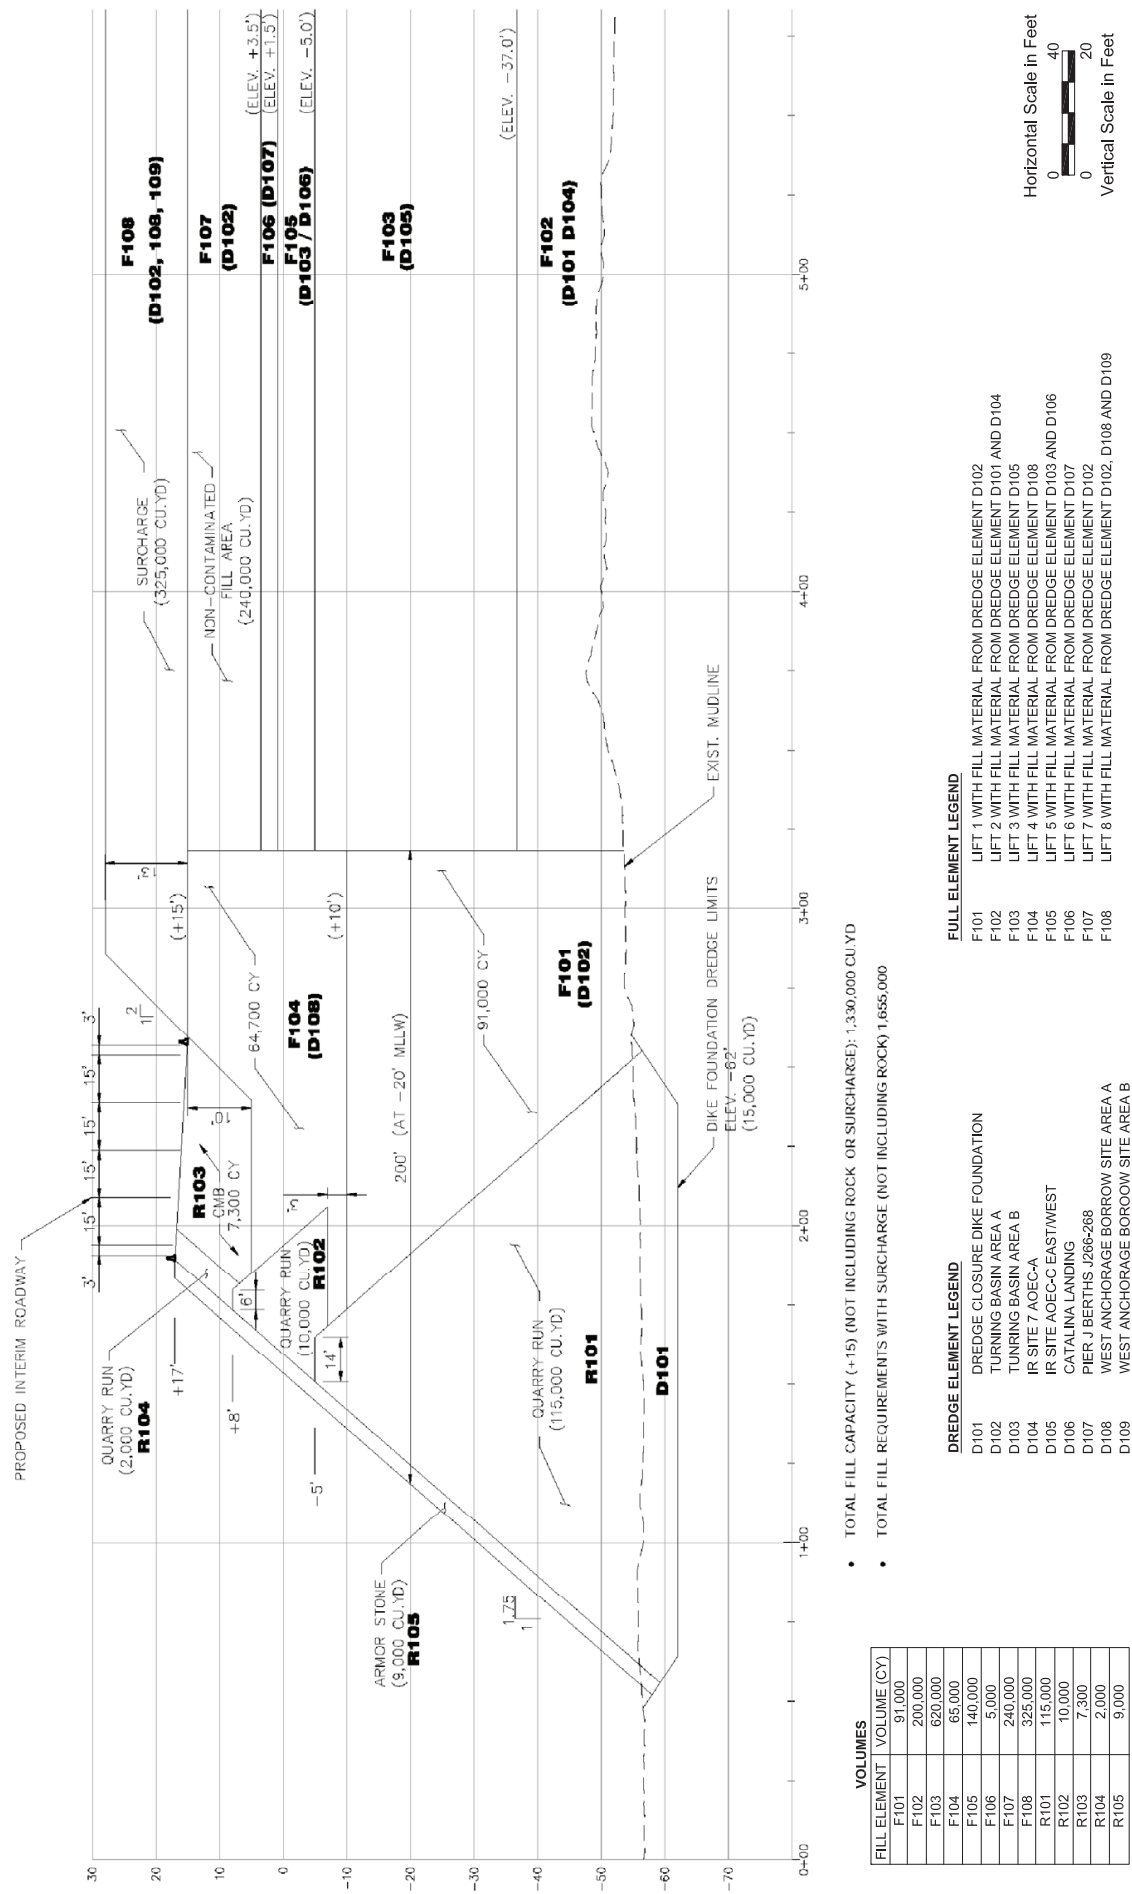 PROPOSED INTERIM ROADWAY
3'
15'
15'
15'
15'
3'
QUARRY RUN
(2,000 CU.YD)
R104
+17'
+8'
-5'
ARMOR STONE
(9,000 CU.YD)
R105
1.75
1
R103
CMB
7,300 CY
10'
6'
QUARRY RUN
(10,000 CU.YD)
R102
14'
1
2
13'
(+15')
64,700 CY
F104
(D108)
(+10')
200' (AT -20' MLLW)
91,000 CY
F101
(D102)
QUARRY RUN
(115,000 CU.YD)
R101
D101
DIKE FOUNDATION DREDGE LIMITS
ELEV. -62'
(15,000 CU.YD)
EXIST. MUDLINE
SURCHARGE
(325,000 CU.YD)
NON-CONTAMINATED
FILL AREA
(240,000 CU.YD)
F108
(D102, 108, 109)
F107
(D102)
F106 (D107)
F105
(D103 / D106)
F103
(D105)
F102
(D101 D104)
(ELEV. +3.5')
(ELEV. +1.5')
(ELEV. -5.0')
(ELEV. -37.0')
30
20
10
0
-10
-20
-30
-40
-50
-60
-70
0+00
1+00
2+00
3+00
4+00
5+00
Horizontal Scale in Feet
0 40
0 20
Vertical Scale in Feet
• TOTAL FILL CAPACITY (+15) (NOT INCLUDING ROCK OR SURCHARGE): 1,330,000 CU.YD
• TOTAL FILL REQUIREMENTS WITH SURCHARGE (NOT INCLUDING ROCK) 1,655,000
VOLUMES
FILL ELEMENT VOLUME (CY)
F101 91,000
F102 200,000
F103 620,000
F104 65,000
F105 140,000
F106 5,000
F107 240,000
F108 325,000
R101 115,000
R102 10,000
R103 7,300
R104 2,000
R105 9,000
DREDGE ELEMENT LEGEND
D101 DREDGE CLOSURE DIKE FOUNDATION
D102 TURNING BASIN AREA A
D103 TUNRING BASIN AREA B
D104 IR SITE 7 AOEC-A
D105 IR SITE AOEC-C EAST/WEST
D106 CATALINA LANDING
D107 PIER J BERTHS J266-268
D108 WEST ANCHORAGE BORROW SITE AREA A
D109 WEST ANCHORAGE BOROOW SITE AREA B
FULL ELEMENT LEGEND
F101 LIFT 1 WITH FILL MATERIAL FROM DREDGE ELEMENT D102
F102 LIFT 2 WITH FILL MATERIAL FROM DREDGE ELEMENT D101 AND D104
F103 LIFT 3 WITH FILL MATERIAL FROM DREDGE ELEMENT D105
F104 LIFT 4 WITH FILL MATERIAL FROM DREDGE ELEMENT D108
F105 LIFT 5 WITH FILL MATERIAL FROM DREDGE ELEMENT D103 AND D106
F106 LIFT 6 WITH FILL MATERIAL FROM DREDGE ELEMENT D107
F107 LIFT 7 WITH FILL MATERIAL FROM DREDGE ELEMENT D102
F108 LIFT 8 WITH FILL MATERIAL FROM DREDGE ELEMENT D102, D108 AND D109